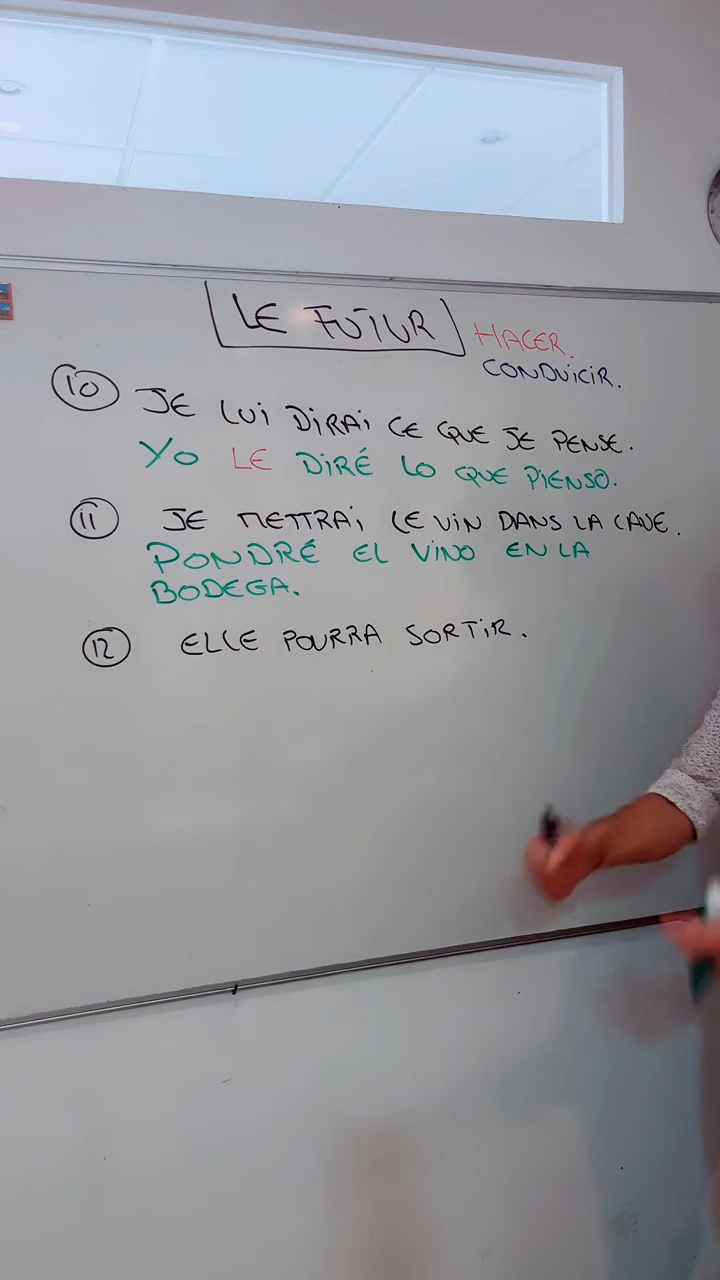 LE FUTUR
HACER.
CONDUICIR.
10 JE LUI DIRAI CE QUE JE PENSE.
YO LE DIRÉ LO QUE PIENSO.
11 JE METTRAI LE VIN DANS LA CAVE.
PONDRÉ EL VINO EN LA
BODEGA.
12 ELLE POURRA SORTIR.